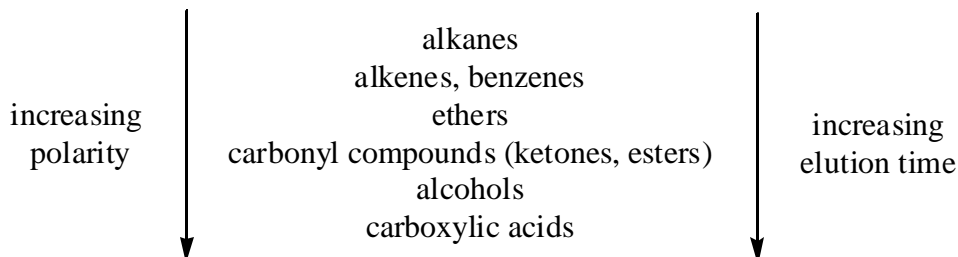 increasing
polarity
alkanes
alkenes, benzenes
ethers
carbonyl compounds (ketones, esters)
alcohols
carboxylic acids
increasing
elution time